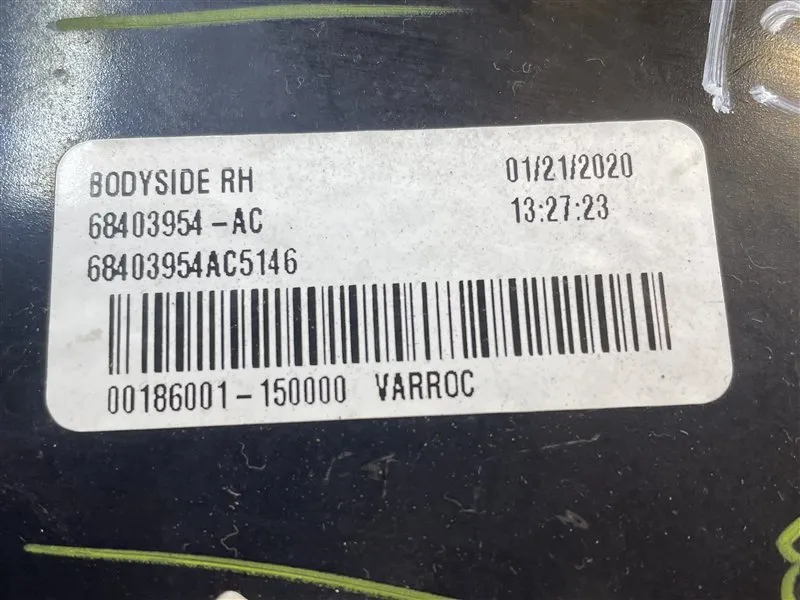 BODYSIDE RH 01/21/2020
68403954-AC 13:27:23
68403954AC5146
00186001-150000 VARROC